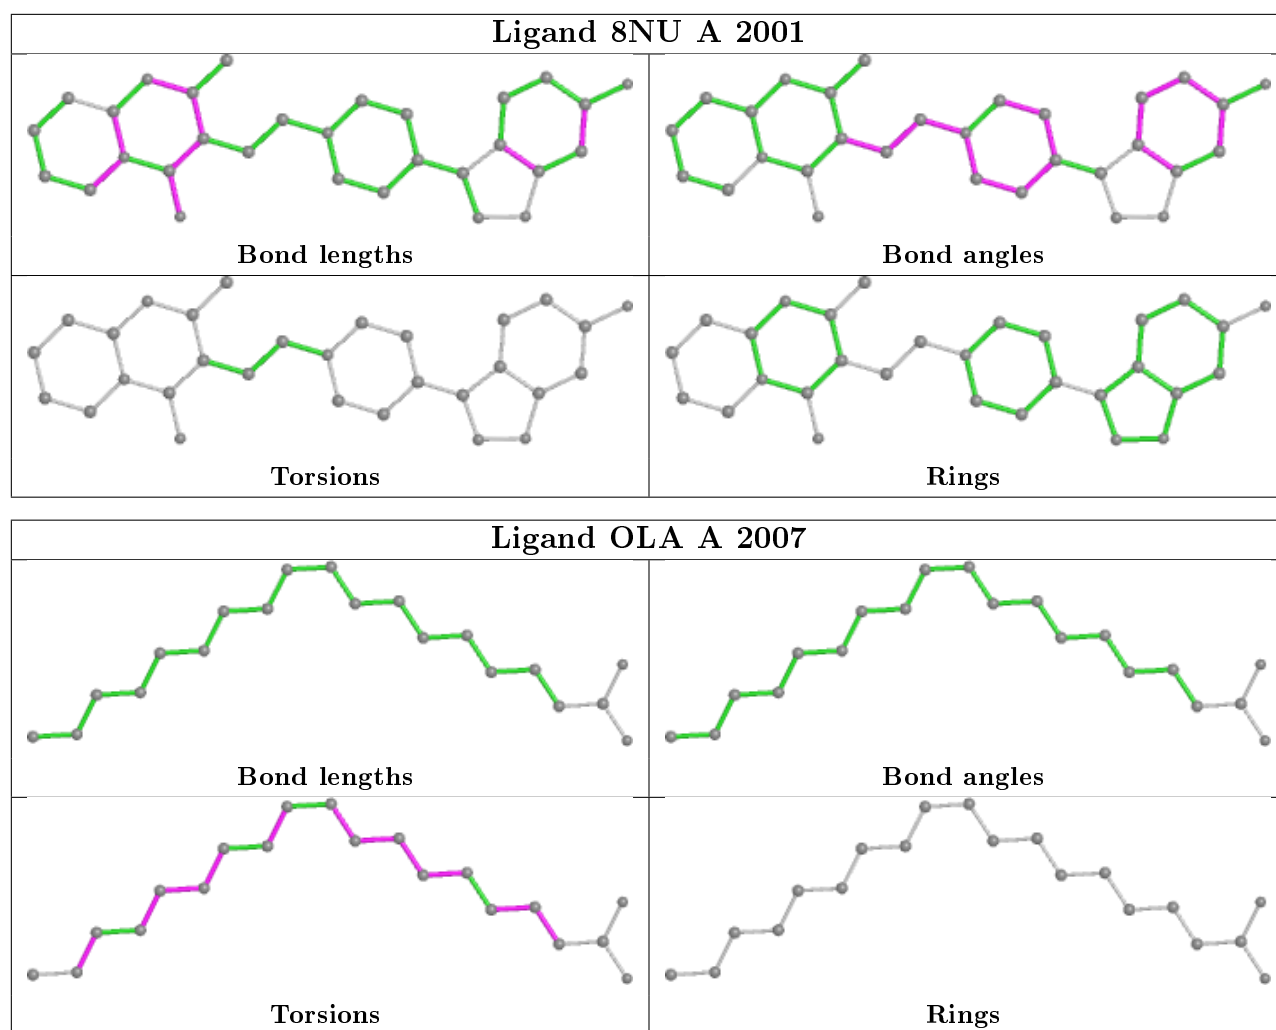 Ligand 8NU A 2001
Bond lengths
Bond angles
Torsions
Rings
Ligand OLA A 2007
Bond lengths
Bond angles
Torsions
Rings